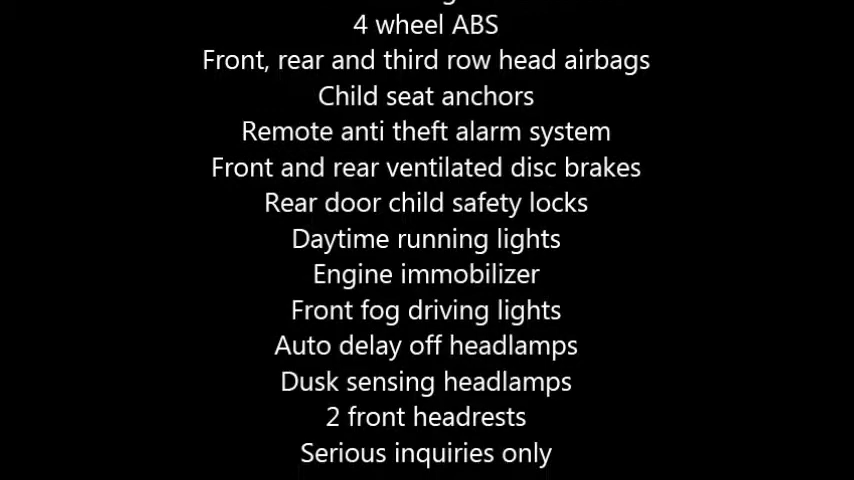 4 wheel ABS
Front, rear and third row head airbags
Child seat anchors
Remote anti theft alarm system
Front and rear ventilated disc brakes
Rear door child safety locks
Daytime running lights
Engine immobilizer
Front fog driving lights
Auto delay off headlamps
Dusk sensing headlamps
2 front headrests
Serious inquiries only